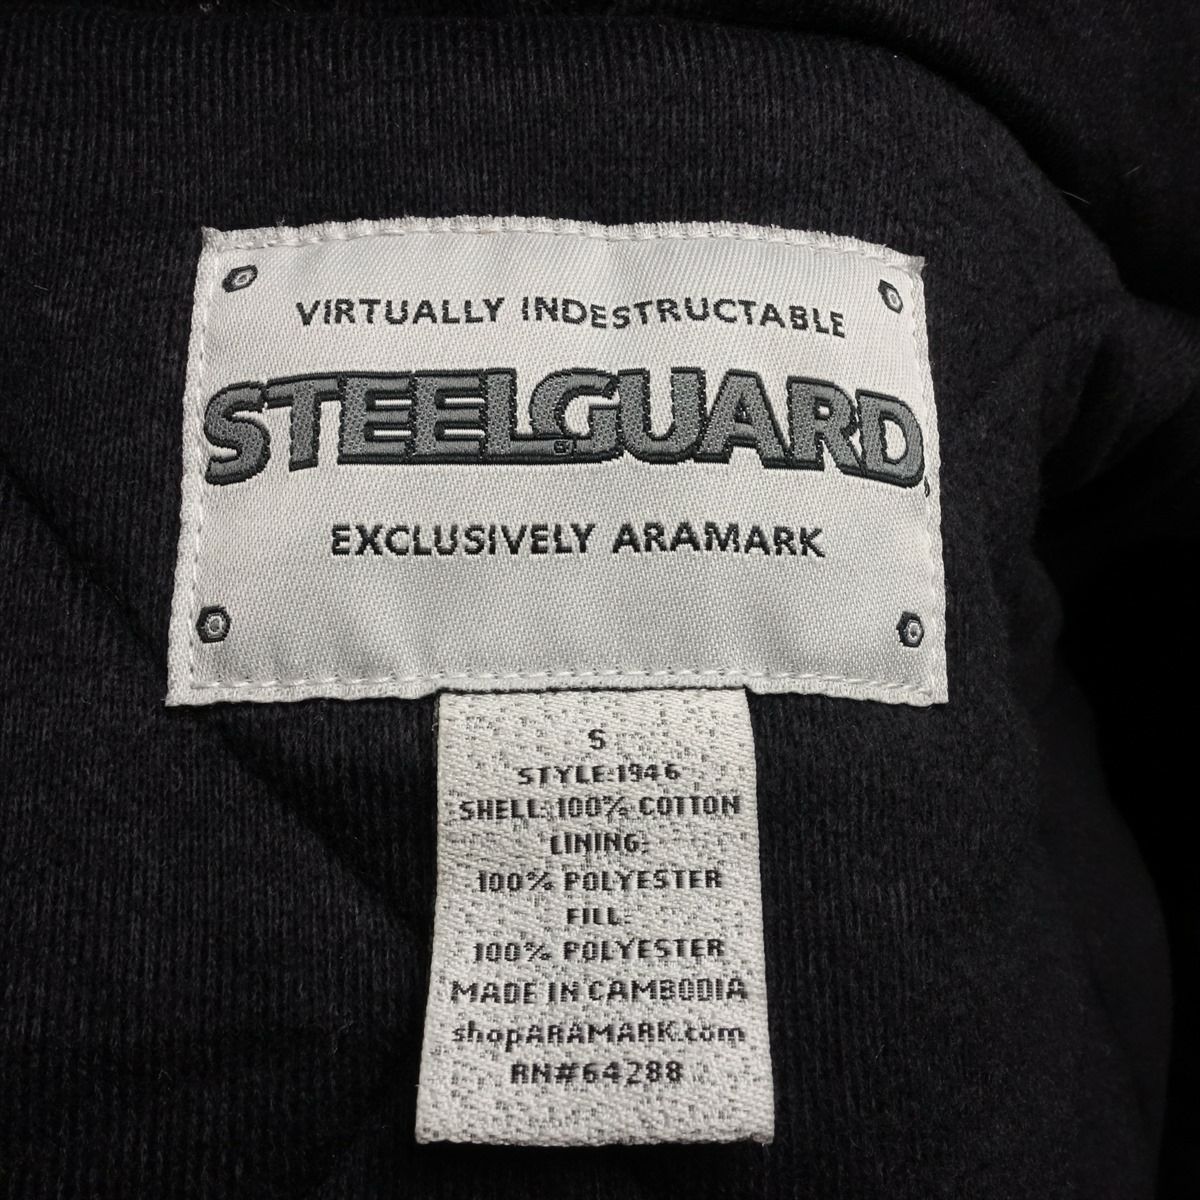 VIRTUALLY INDESTRUCTABLE
STEELGUARD
EXCLUSIVELY ARAMARK
S
STYLE:1946
SHELL:100% COTTON
LINING:
100% POLYESTER
FILL:
100% POLYESTER
MADE IN CAMBODIA
shopARAMARK.com
RN#64288